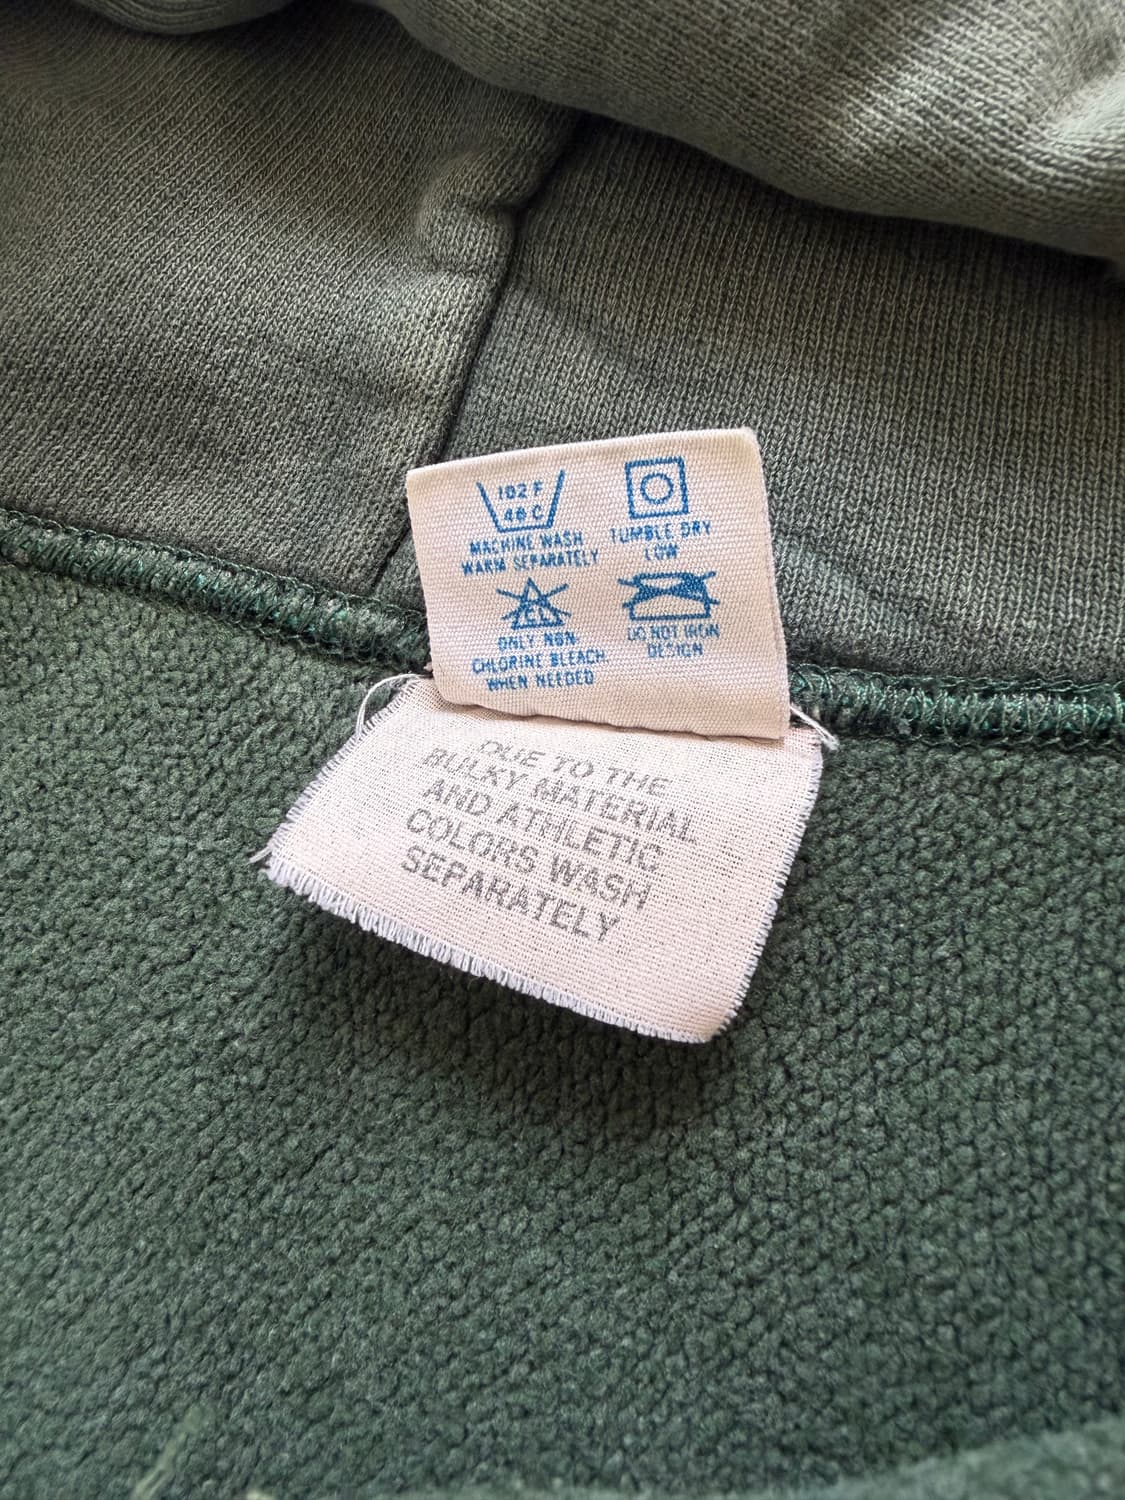 102 F
40 C
MACHINE WASH
WARM SEPARATELY
TUMBLE DRY
LOW
CL
ONLY NON-
CHLORINE BLEACH
WHEN NEEDED
DO NOT IRON
DESIGN
DUE TO THE
BULKY MATERIAL
AND ATHLETIC
COLORS WASH
SEPARATELY